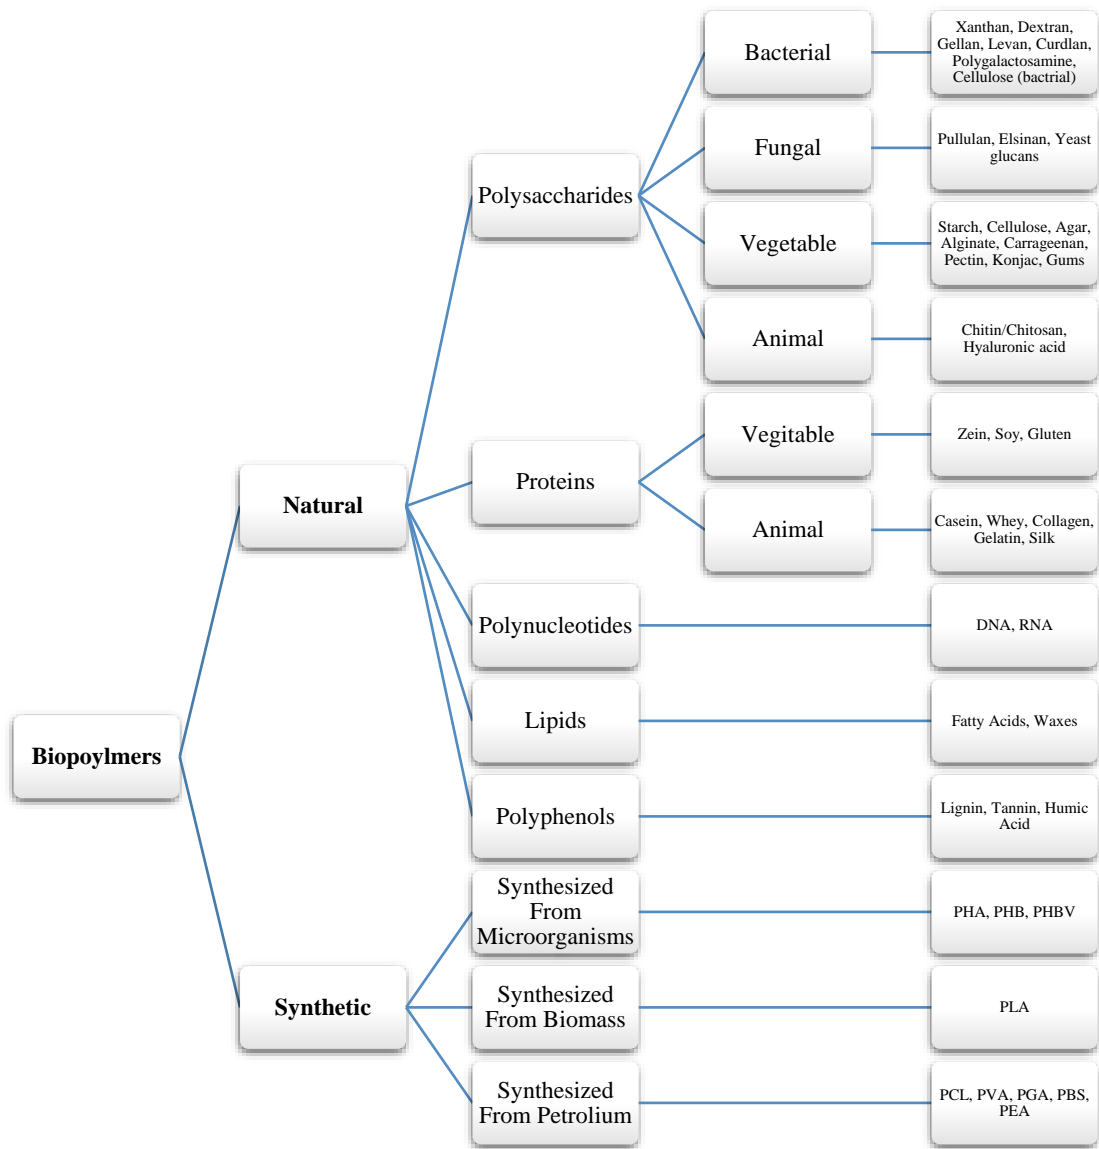 Biopoylmers
Natural
Polysaccharides
Bacterial
Xanthan, Dextran,
Gellan, Levan, Curdlan,
Polygalactosamine,
Cellulose (bactrial)
Fungal
Pullulan, Elsinan, Yeast
glucans
Vegetable
Starch, Cellulose, Agar,
Alginate, Carrageenan,
Pectin, Konjac, Gums
Animal
Chitin/Chitosan,
Hyaluronic acid
Proteins
Vegitable
Zein, Soy, Gluten
Animal
Casein, Whey, Collagen,
Gelatin, Silk
Polynucleotides
DNA, RNA
Lipids
Fatty Acids, Waxes
Polyphenols
Lignin, Tannin, Humic
Acid
Synthetic
Synthesized
From
Microorganisms
PHA, PHB, PHBV
Synthesized
From Biomass
PLA
Synthesized
From Petrolium
PCL, PVA, PGA, PBS,
PEA